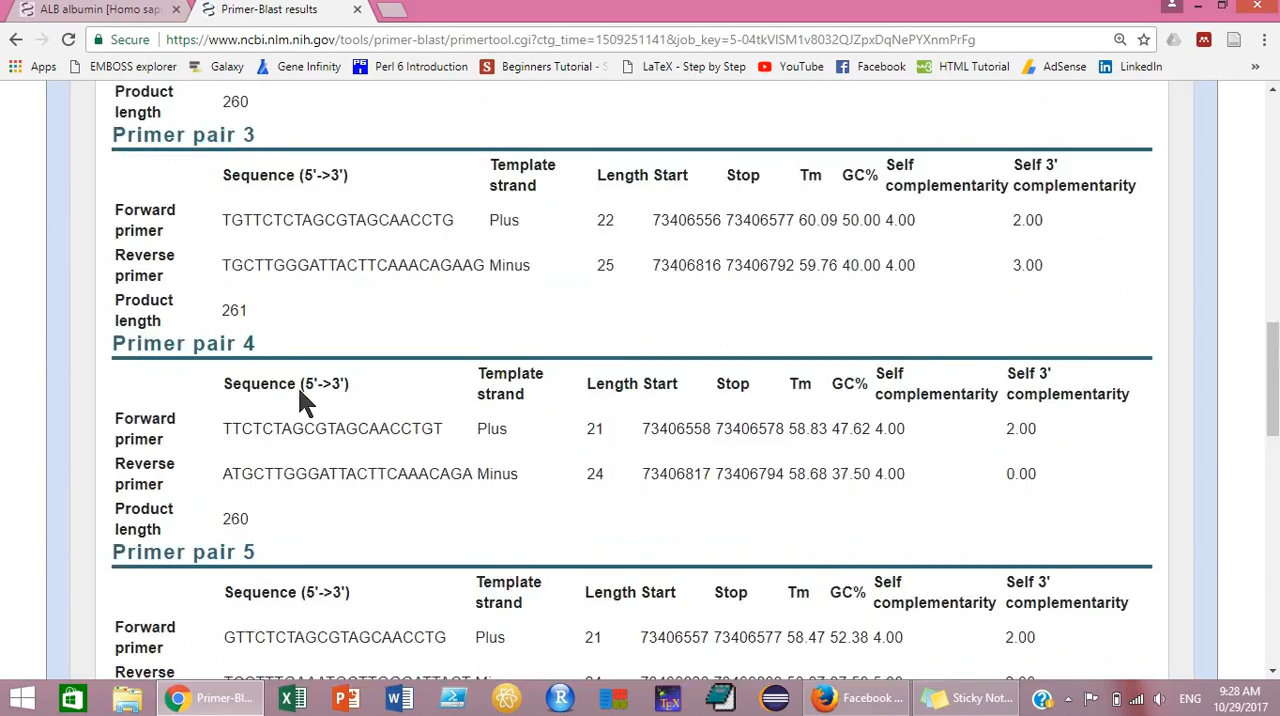 ALB albumin [Homo sap
Primer-Blast results
Secure https://www.ncbi.nlm.nih.gov/tools/primer-blast/primertool.cgi?ctg_time=1509251141&job_key=5-04tkVISM1v8032QJZpxDqNePYXnmPrFg
Apps EMBOSS explorer Galaxy Gene Infinity Perl 6 Introduction Beginners Tutorial - LaTeX - Step by Step YouTube Facebook HTML Tutorial AdSense LinkedIn »
Product
length 260
Primer pair 3
Sequence (5'->3') Template strand Length Start Stop Tm GC% Self complementarity Self 3' complementarity
Forward primer TGTTCTCTAGCGTAGCAACCTG Plus 22 73406556 73406577 60.09 50.00 4.00 2.00
Reverse primer TGCTTGGGATTACTTCAAACAGAAG Minus 25 73406816 73406792 59.76 40.00 4.00 3.00
Product length 261
Primer pair 4
Sequence (5'->3') Template strand Length Start Stop Tm GC% Self complementarity Self 3' complementarity
Forward primer TTCTCTAGCGTAGCAACCTGT Plus 21 73406558 73406578 58.83 47.62 4.00 2.00
Reverse primer ATGCTTGGGATTACTTCAAACAGA Minus 24 73406817 73406794 58.68 37.50 4.00 0.00
Product length 260
Primer pair 5
Sequence (5'->3') Template strand Length Start Stop Tm GC% Self complementarity Self 3' complementarity
Forward primer GTTCTCTAGCGTAGCAACCTG Plus 21 73406557 73406577 58.47 52.38 4.00 2.00
Reverse
Primer-Bl... Facebook ... Sticky Not... ENG 9:28 AM
10/29/2017